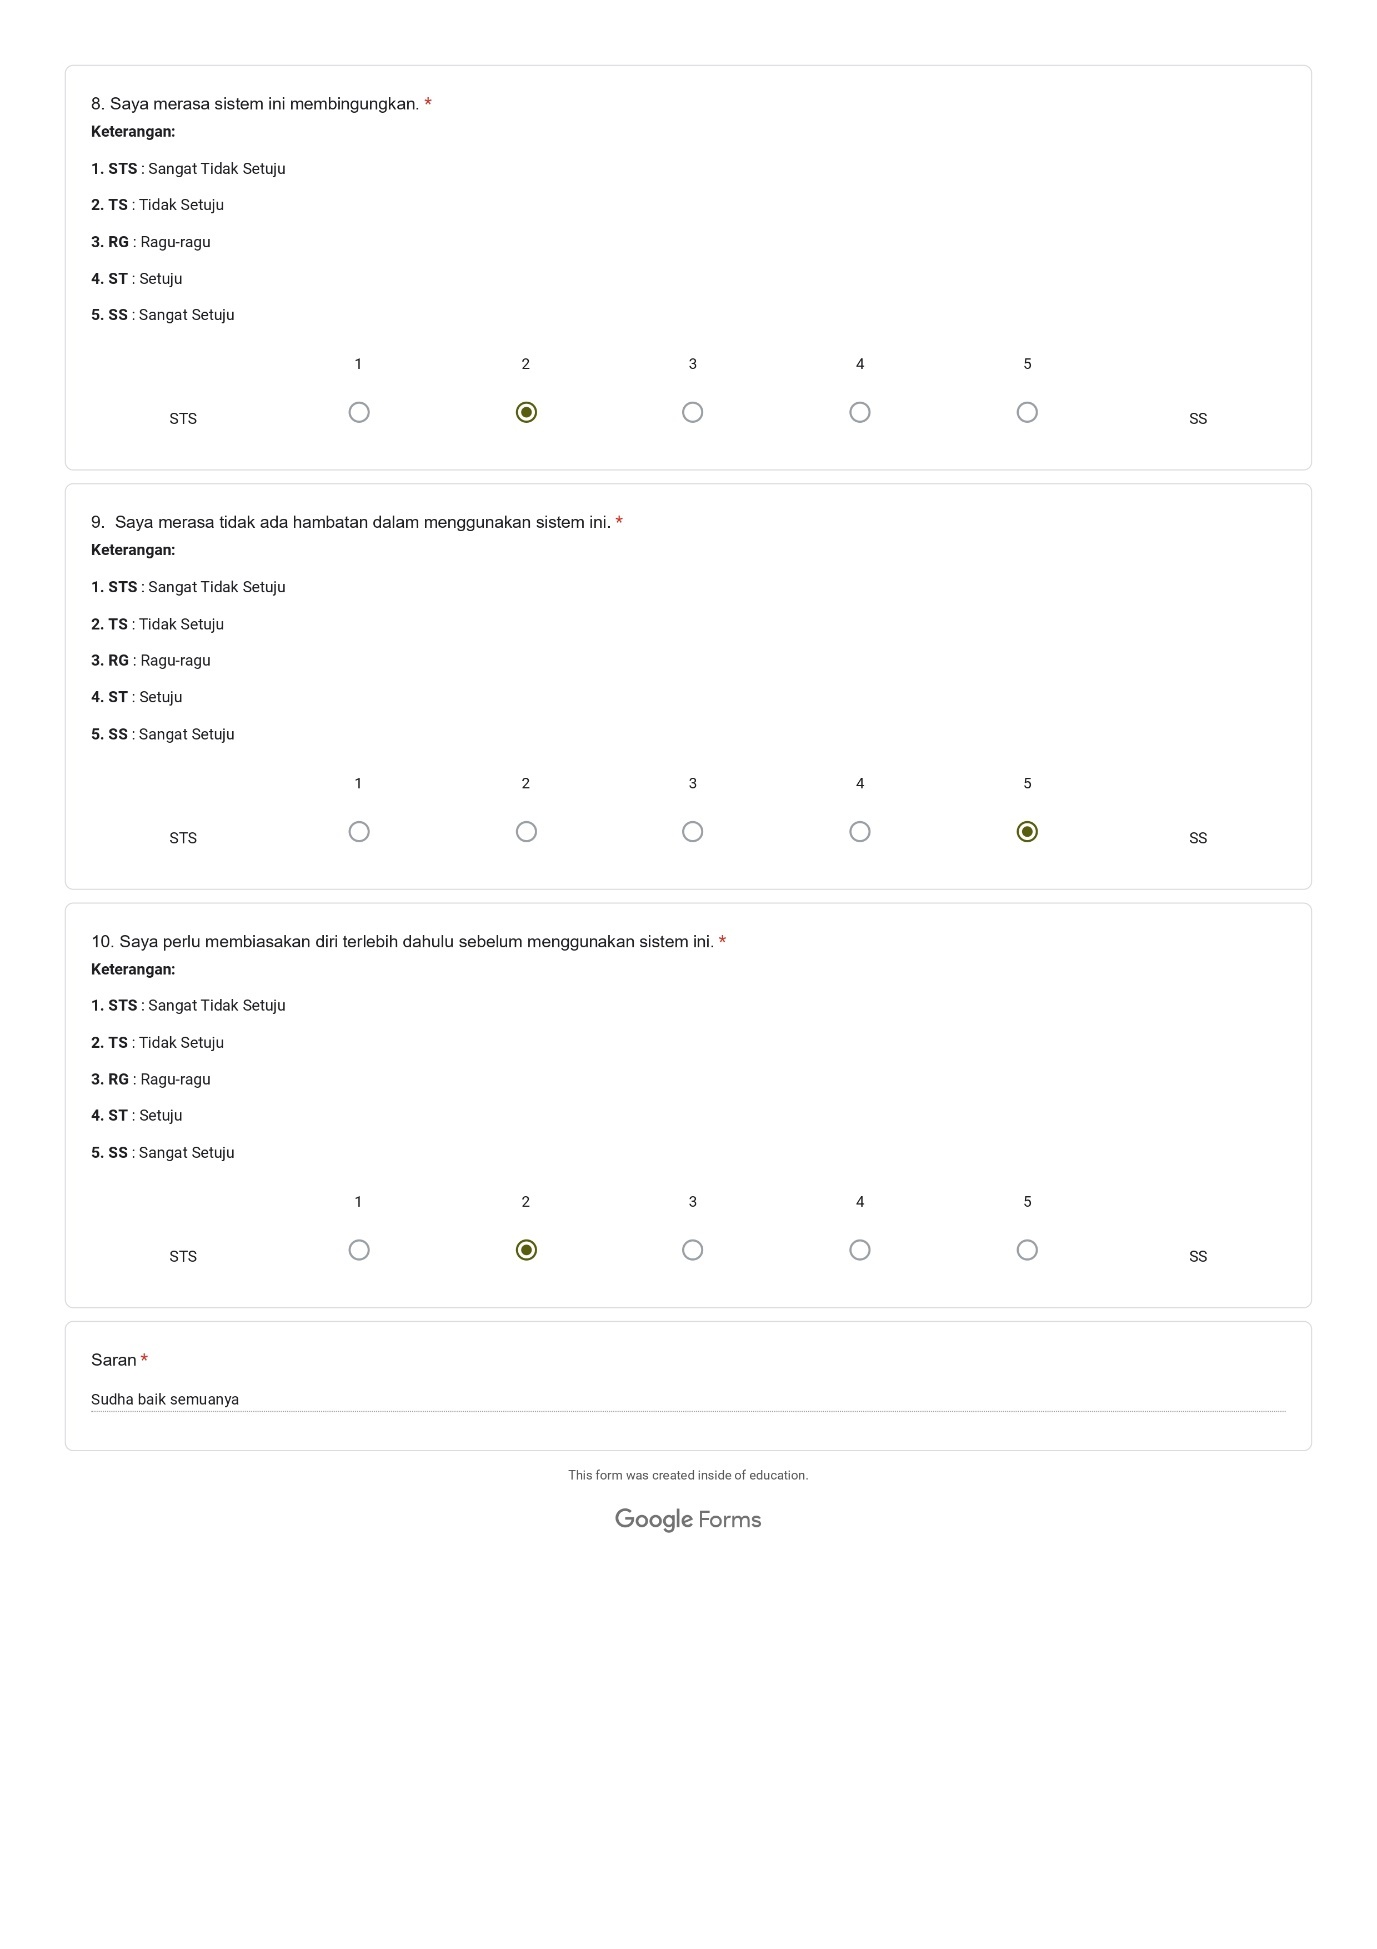 8. Saya merasa sistem ini membingungkan. *
Keterangan:
1. STS : Sangat Tidak Setuju
2. TS : Tidak Setuju
3. RG : Ragu-ragu
4. ST : Setuju
5. SS : Sangat Setuju
1 2 3 4 5
STS SS
9. Saya merasa tidak ada hambatan dalam menggunakan sistem ini. *
Keterangan:
1. STS : Sangat Tidak Setuju
2. TS : Tidak Setuju
3. RG : Ragu-ragu
4. ST : Setuju
5. SS : Sangat Setuju
1 2 3 4 5
STS SS
10. Saya perlu membiasakan diri terlebih dahulu sebelum menggunakan sistem ini. *
Keterangan:
1. STS : Sangat Tidak Setuju
2. TS : Tidak Setuju
3. RG : Ragu-ragu
4. ST : Setuju
5. SS : Sangat Setuju
1 2 3 4 5
STS SS
Saran *
Sudha baik semuanya
This form was created inside of education.
Google Forms